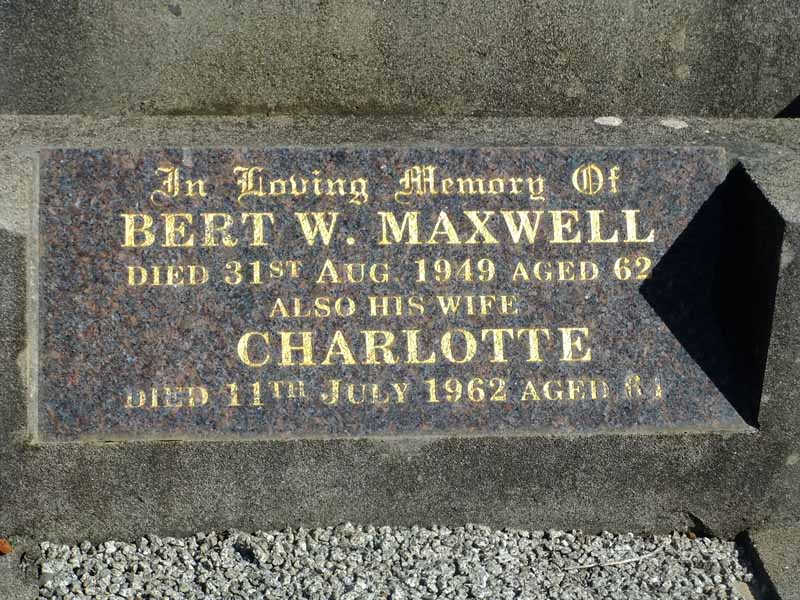 In Loving Memory Of
BERT W. MAXWELL
DIED 31ST AUG. 1949 AGED 62
ALSO HIS WIFE
CHARLOTTE
DIED 11TH JULY 1962 AGED